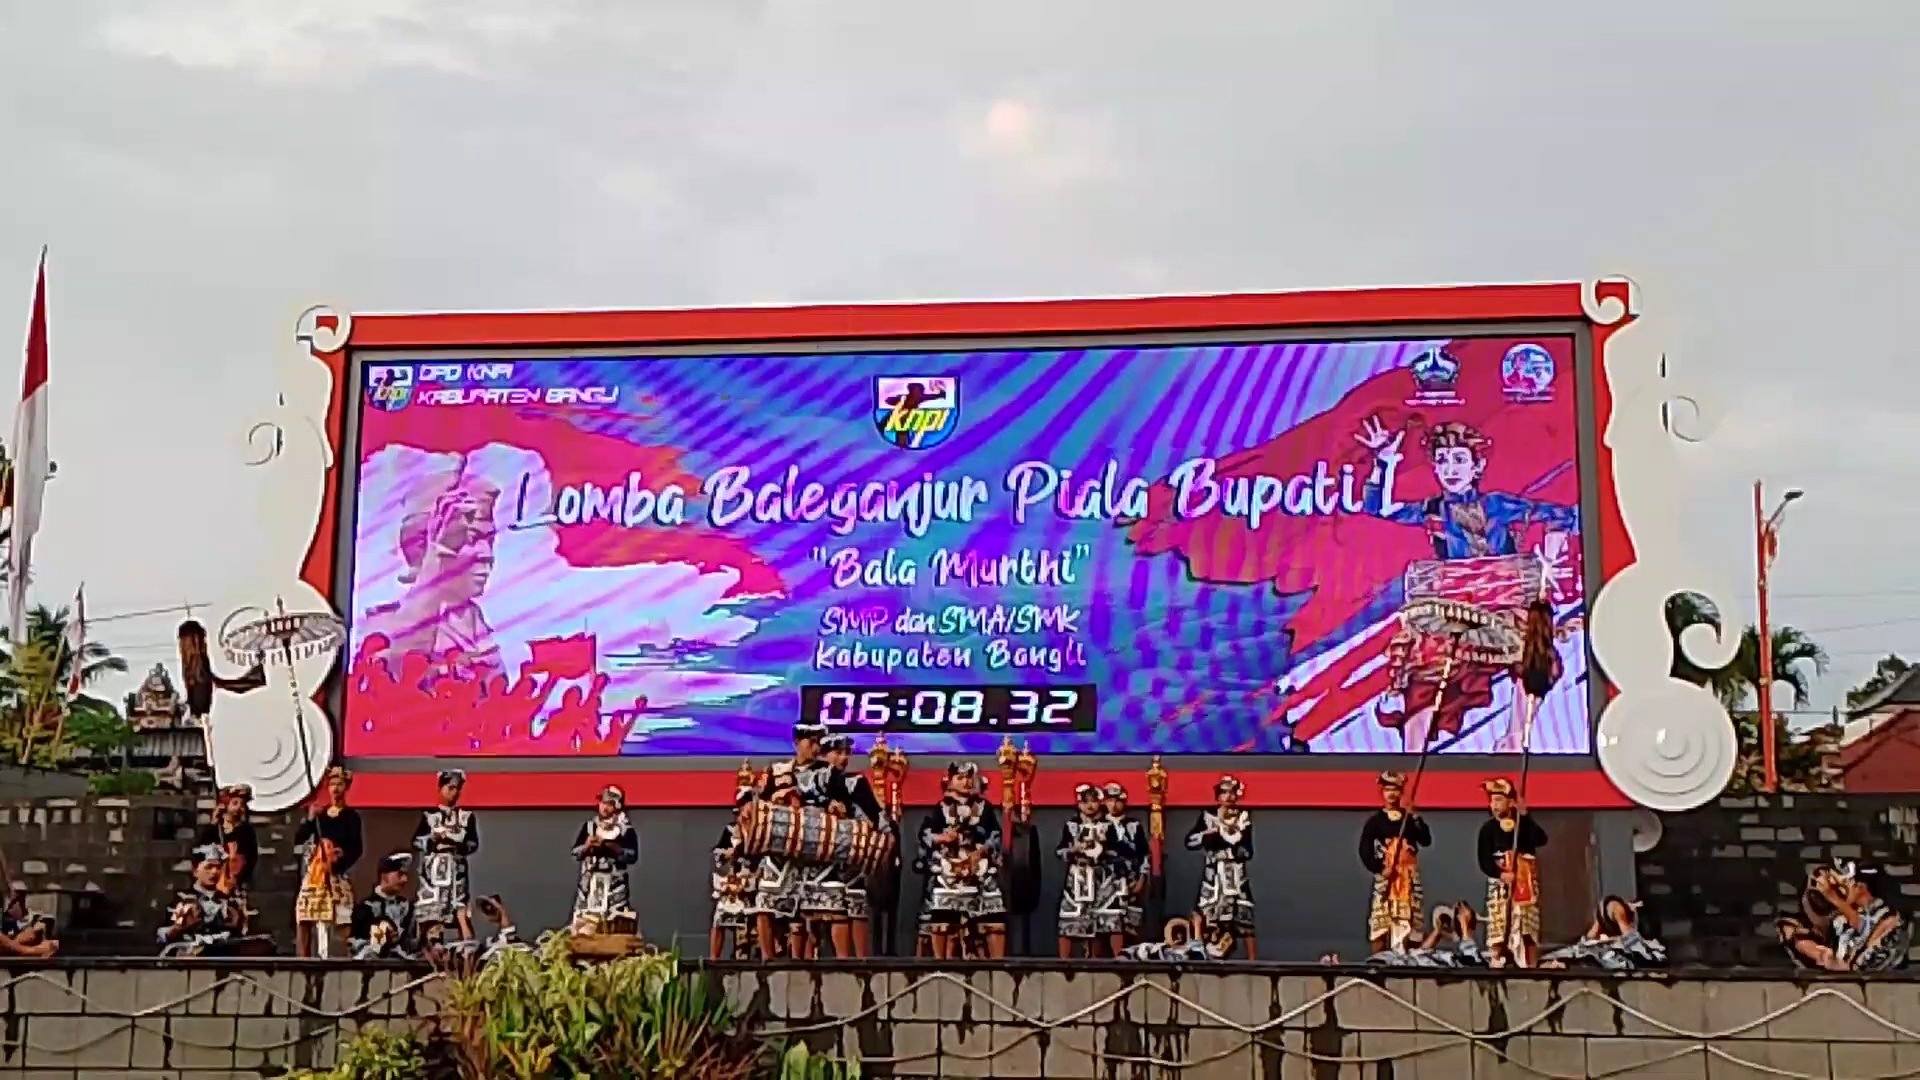 DPD KNPI
KABUPATEN BANGLI
knpi
knpi
Lomba Baleganjur Piala Bupati I
"Bala Murthi"
SMP dan SMA/SMK
Kabupaten Bangli
06:08.32